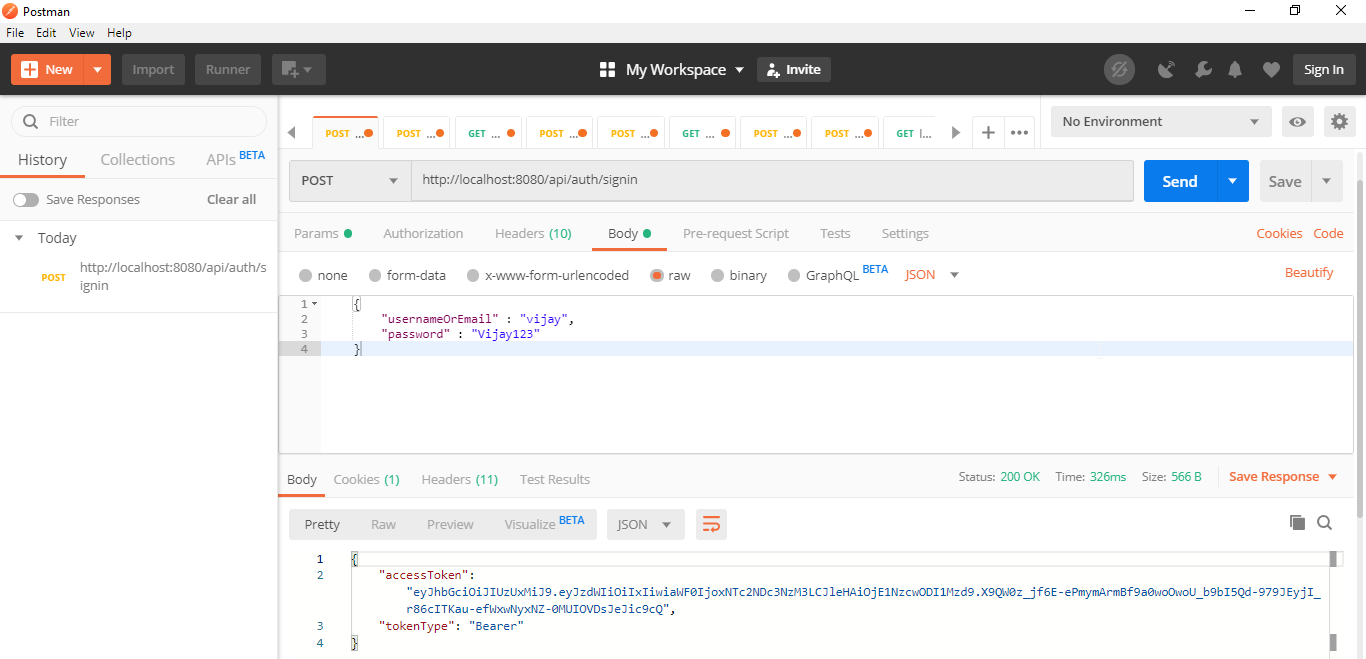 Postman
File Edit View Help
New Import Runner My Workspace Invite Sign In
Filter
History Collections APIs BETA
Save Responses Clear all
Today
POST http://localhost:8080/api/auth/s
ignin
POST ... POST ... GET ... POST ... POST ... GET ... POST ... POST ... GET l... No Environment
POST http://localhost:8080/api/auth/signin Send Save
Params Authorization Headers (10) Body Pre-request Script Tests Settings Cookies Code
none form-data x-www-form-urlencoded raw binary GraphQL BETA JSON Beautify
1 {
2 "usernameOrEmail" : "vijay",
3 "password" : "Vijay123"
4 }
Body Cookies (1) Headers (11) Test Results Status: 200 OK Time: 326ms Size: 566 B Save Response
Pretty Raw Preview Visualize BETA JSON
1 {
2 "accessToken":
"eyJhbGciOiJIUzUxMiJ9.eyJzdWIiOiIxIiwiaWF0IjoxNTc2NDc3NzM3LCJleHAiOjE1NzcwODI1Mzd9.X9QW0z_jf6E-ePmymArmBf9a0woOwoU_b9bI5Qd-979JEyjI_
r86cITKau-efWxwNyxNZ-0MUIOVDsJeJic9cQ",
3 "tokenType": "Bearer"
4 }